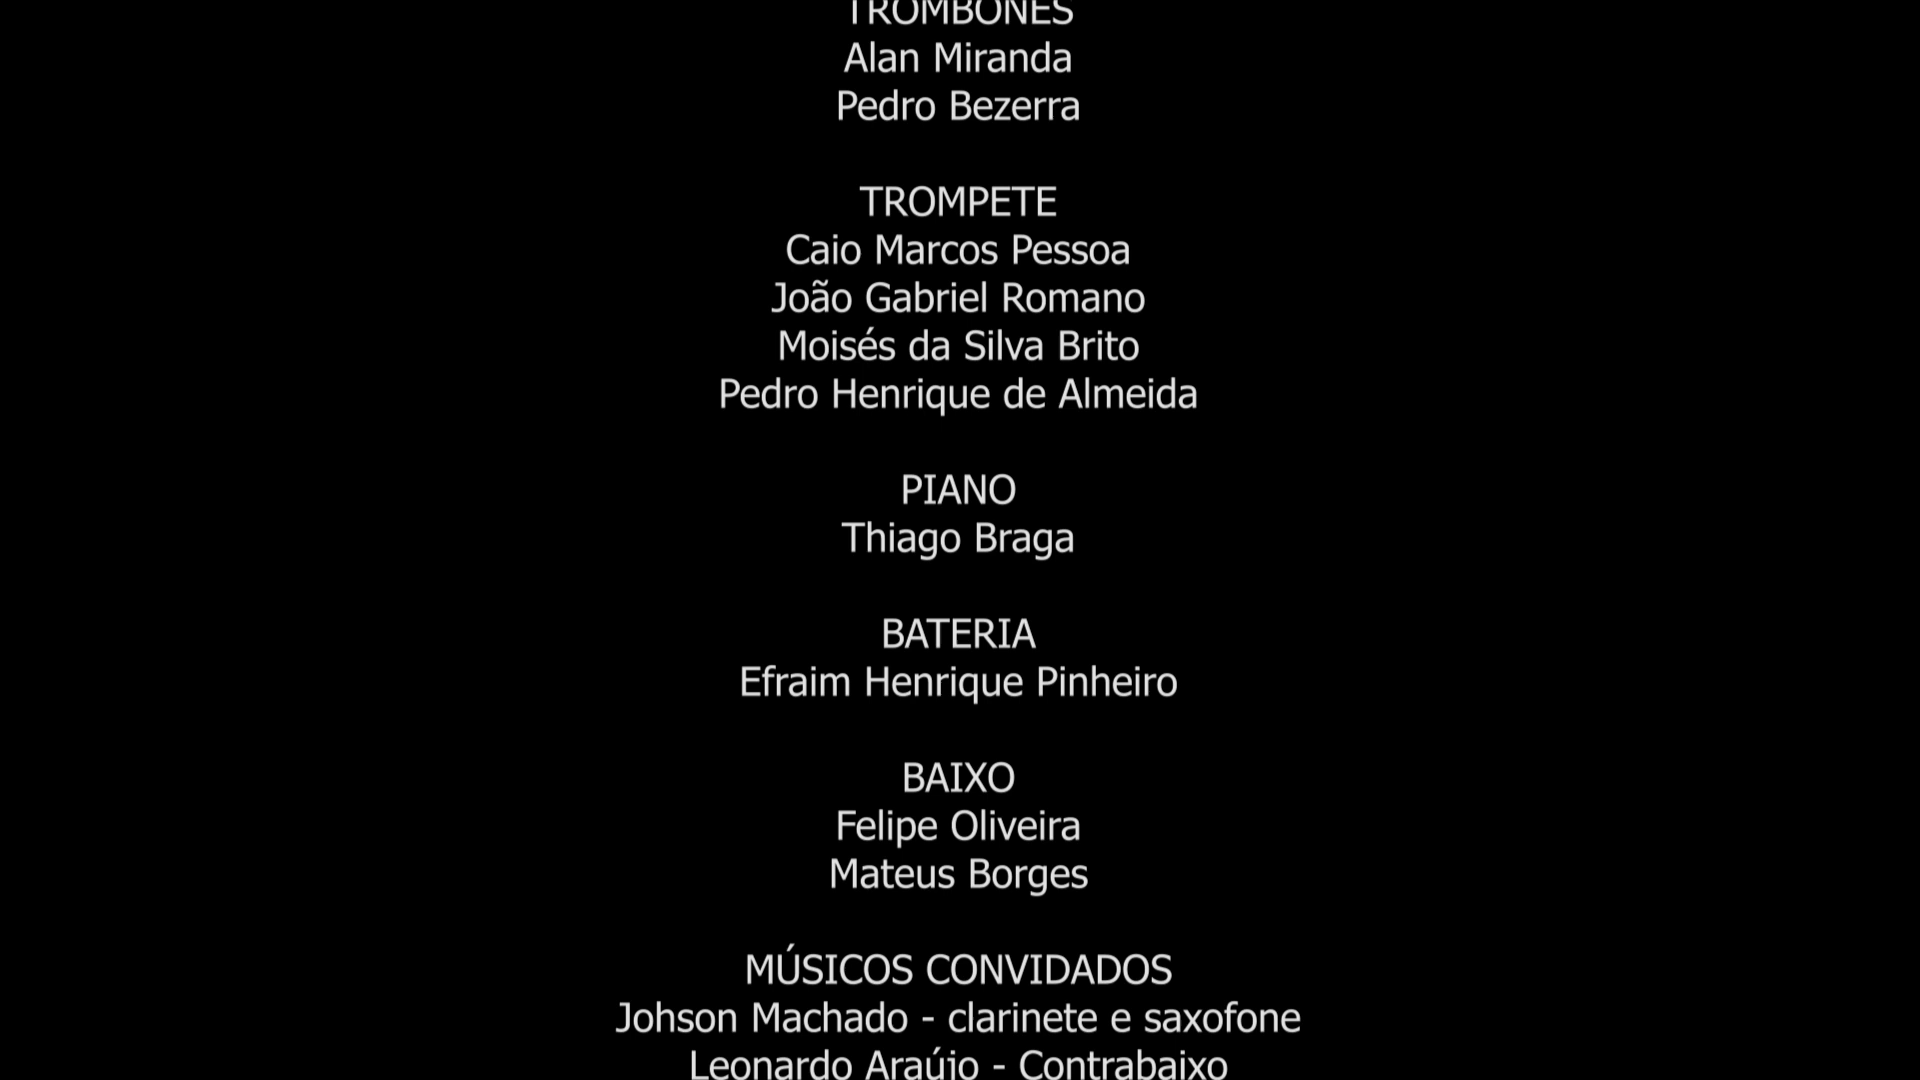 TROMBONES
Alan Miranda
Pedro Bezerra
TROMPETE
Caio Marcos Pessoa
João Gabriel Romano
Moisés da Silva Brito
Pedro Henrique de Almeida
PIANO
Thiago Braga
BATERIA
Efraim Henrique Pinheiro
BAIXO
Felipe Oliveira
Mateus Borges
MÚSICOS CONVIDADOS
Johson Machado - clarinete e saxofone
Leonardo Araújo - Contrabaixo